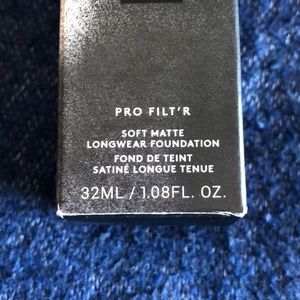 PRO FILT'R
SOFT MATTE
LONGWEAR FOUNDATION
FOND DE TEINT
SATINÉ LONGUE TENUE
32ML / 1.08FL. OZ.